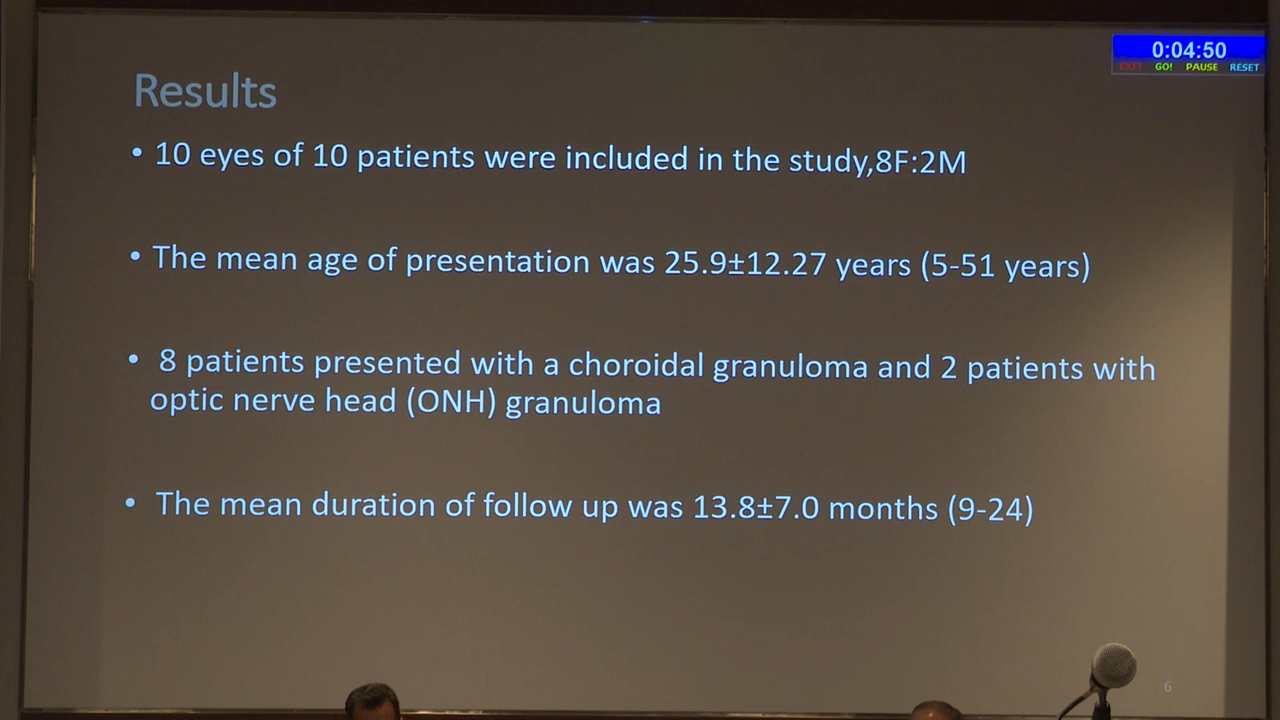 0:04:50
EXIT GO! PAUSE RESET
Results
• 10 eyes of 10 patients were included in the study,8F:2M
• The mean age of presentation was 25.9±12.27 years (5-51 years)
• 8 patients presented with a choroidal granuloma and 2 patients with
optic nerve head (ONH) granuloma
• The mean duration of follow up was 13.8±7.0 months (9-24)
6